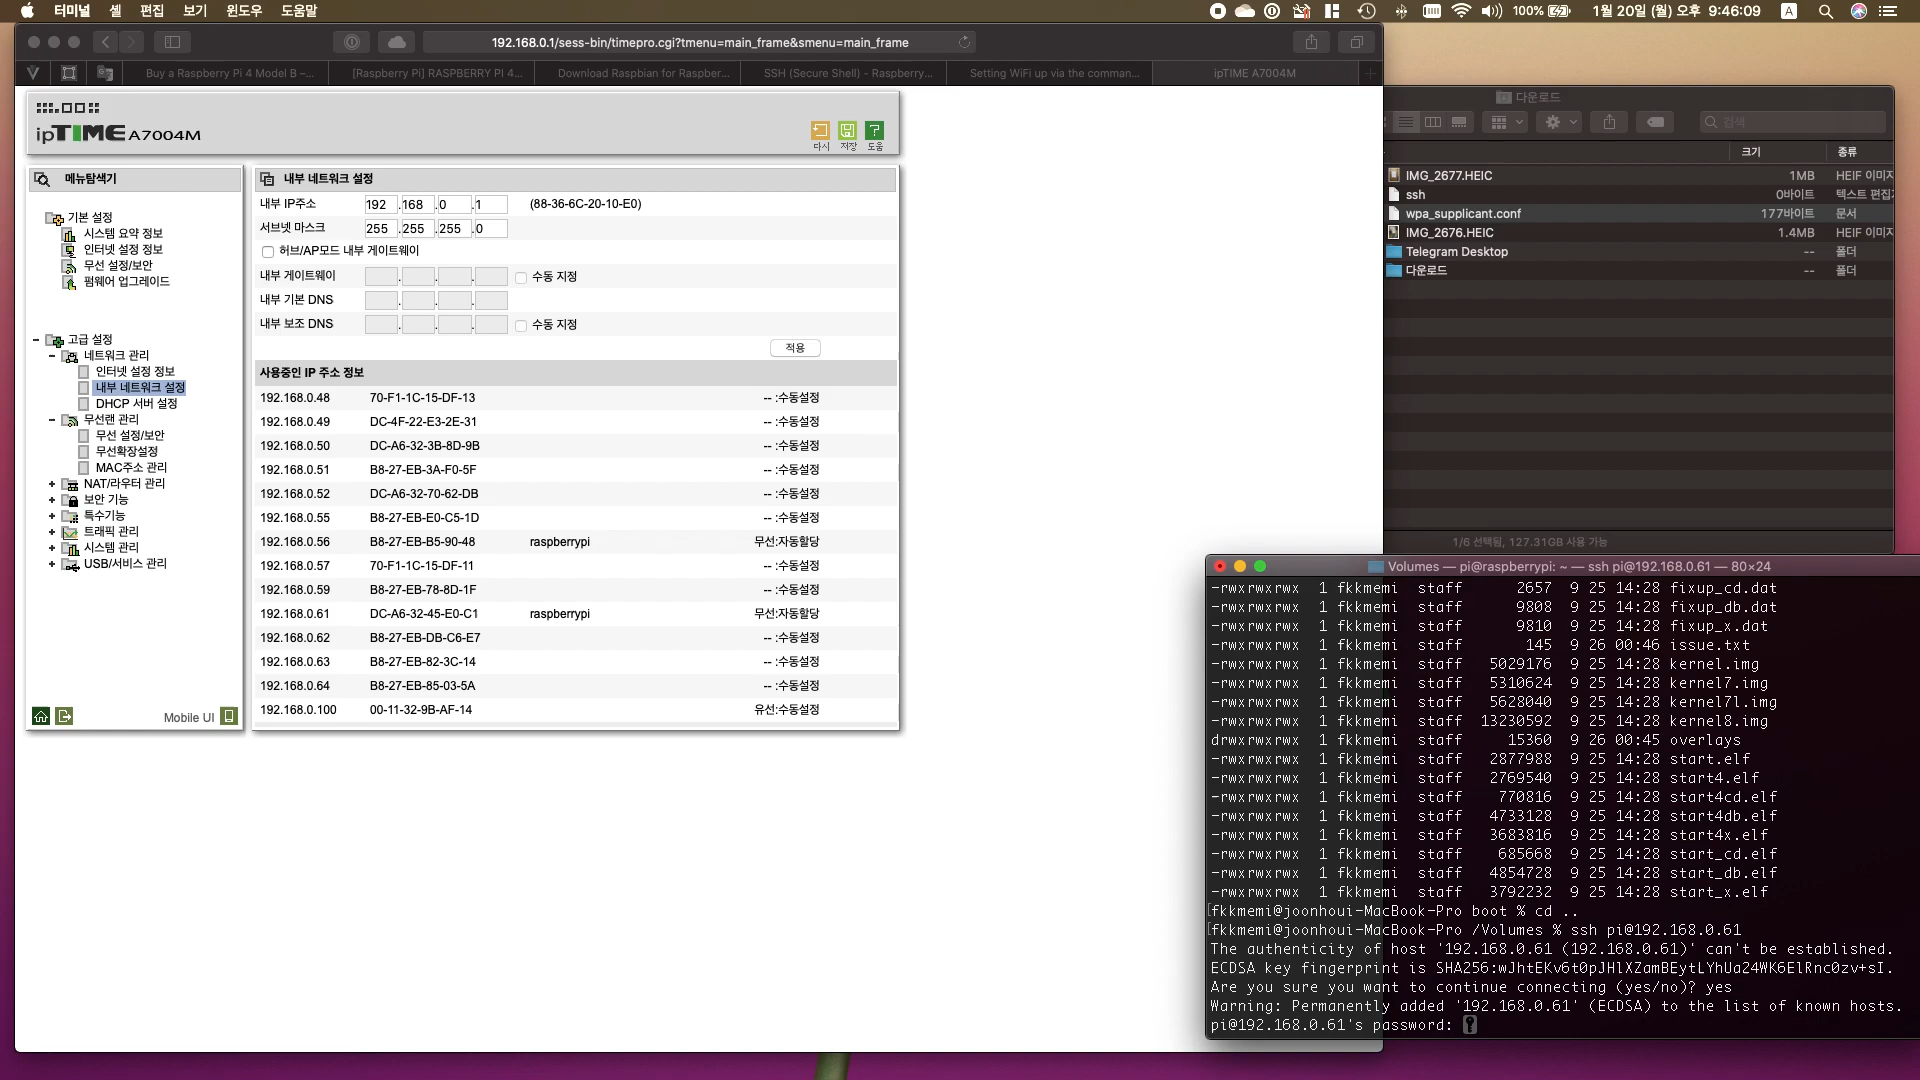 터미널 셸 편집 보기 윈도우 도움말
100% 1월 20일 (월) 오후 9:46:09 A
192.168.0.1/sess-bin/timepro.cgi?tmenu=main_frame&smenu=main_frame
Buy a Raspberry Pi 4 Model B –...
[Raspberry Pi] RASPBERRY PI 4...
Download Raspbian for Raspber...
SSH (Secure Shell) - Raspberry...
Setting WiFi up via the comman...
ipTIME A7004M
ipTIME A7004M
다시 저장 도움
메뉴탐색기
기본 설정
시스템 요약 정보
인터넷 설정 정보
무선 설정/보안
펌웨어 업그레이드
고급 설정
네트워크 관리
인터넷 설정 정보
내부 네트워크 설정
DHCP 서버 설정
무선랜 관리
무선 설정/보안
무선확장설정
MAC주소 관리
NAT/라우터 관리
보안 기능
특수기능
트래픽 관리
시스템 관리
USB/서비스 관리
Mobile UI
내부 네트워크 설정
내부 IP주소 192 .168 .0 .1 (88-36-6C-20-10-E0)
서브넷 마스크 255 .255 .255 .0
허브/AP모드 내부 게이트웨이
내부 게이트웨이 . . . 수동 지정
내부 기본 DNS . . .
내부 보조 DNS . . . 수동 지정
적용
사용중인 IP 주소 정보
192.168.0.48 70-F1-1C-15-DF-13 -- :수동설정
192.168.0.49 DC-4F-22-E3-2E-31 -- :수동설정
192.168.0.50 DC-A6-32-3B-8D-9B -- :수동설정
192.168.0.51 B8-27-EB-3A-F0-5F -- :수동설정
192.168.0.52 DC-A6-32-70-62-DB -- :수동설정
192.168.0.55 B8-27-EB-E0-C5-1D -- :수동설정
192.168.0.56 B8-27-EB-B5-90-48 raspberrypi 무선:자동할당
192.168.0.57 70-F1-1C-15-DF-11 -- :수동설정
192.168.0.59 B8-27-EB-78-8D-1F -- :수동설정
192.168.0.61 DC-A6-32-45-E0-C1 raspberrypi 무선:자동할당
192.168.0.62 B8-27-EB-DB-C6-E7 -- :수동설정
192.168.0.63 B8-27-EB-82-3C-14 -- :수동설정
192.168.0.64 B8-27-EB-85-03-5A -- :수동설정
192.168.0.100 00-11-32-9B-AF-14 유선:수동설정
다운로드
검색
크기 종류
IMG_2677.HEIC 1MB HEIF 이미지
ssh 0바이트 텍스트 편집기
wpa_supplicant.conf 177바이트 문서
IMG_2676.HEIC 1.4MB HEIF 이미지
Telegram Desktop -- 폴더
다운로드 -- 폴더
1/6 선택됨, 127.31GB 사용 가능
Volumes — pi@raspberrypi: ~ — ssh pi@192.168.0.61 — 80×24
-rwxrwxrwx 1 fkkmemi staff 2657 9 25 14:28 fixup_cd.dat
-rwxrwxrwx 1 fkkmemi staff 9808 9 25 14:28 fixup_db.dat
-rwxrwxrwx 1 fkkmemi staff 9810 9 25 14:28 fixup_x.dat
-rwxrwxrwx 1 fkkmemi staff 145 9 26 00:46 issue.txt
-rwxrwxrwx 1 fkkmemi staff 5029176 9 25 14:28 kernel.img
-rwxrwxrwx 1 fkkmemi staff 5310624 9 25 14:28 kernel7.img
-rwxrwxrwx 1 fkkmemi staff 5628040 9 25 14:28 kernel7l.img
-rwxrwxrwx 1 fkkmemi staff 13230592 9 25 14:28 kernel8.img
drwxrwxrwx 1 fkkmemi staff 15360 9 26 00:45 overlays
-rwxrwxrwx 1 fkkmemi staff 2877988 9 25 14:28 start.elf
-rwxrwxrwx 1 fkkmemi staff 2769540 9 25 14:28 start4.elf
-rwxrwxrwx 1 fkkmemi staff 770816 9 25 14:28 start4cd.elf
-rwxrwxrwx 1 fkkmemi staff 4733128 9 25 14:28 start4db.elf
-rwxrwxrwx 1 fkkmemi staff 3683816 9 25 14:28 start4x.elf
-rwxrwxrwx 1 fkkmemi staff 685668 9 25 14:28 start_cd.elf
-rwxrwxrwx 1 fkkmemi staff 4854728 9 25 14:28 start_db.elf
-rwxrwxrwx 1 fkkmemi staff 3792232 9 25 14:28 start_x.elf
[fkkmemi@joonhoui-MacBook-Pro boot % cd ..
[fkkmemi@joonhoui-MacBook-Pro /Volumes % ssh pi@192.168.0.61
The authenticity of host '192.168.0.61 (192.168.0.61)' can't be established.
ECDSA key fingerprint is SHA256:wJhtEKv6t0pJHlXZamBEytLYhUa24WK6ElRnc0zv+sI.
Are you sure you want to continue connecting (yes/no)? yes
Warning: Permanently added '192.168.0.61' (ECDSA) to the list of known hosts.
pi@192.168.0.61's password: